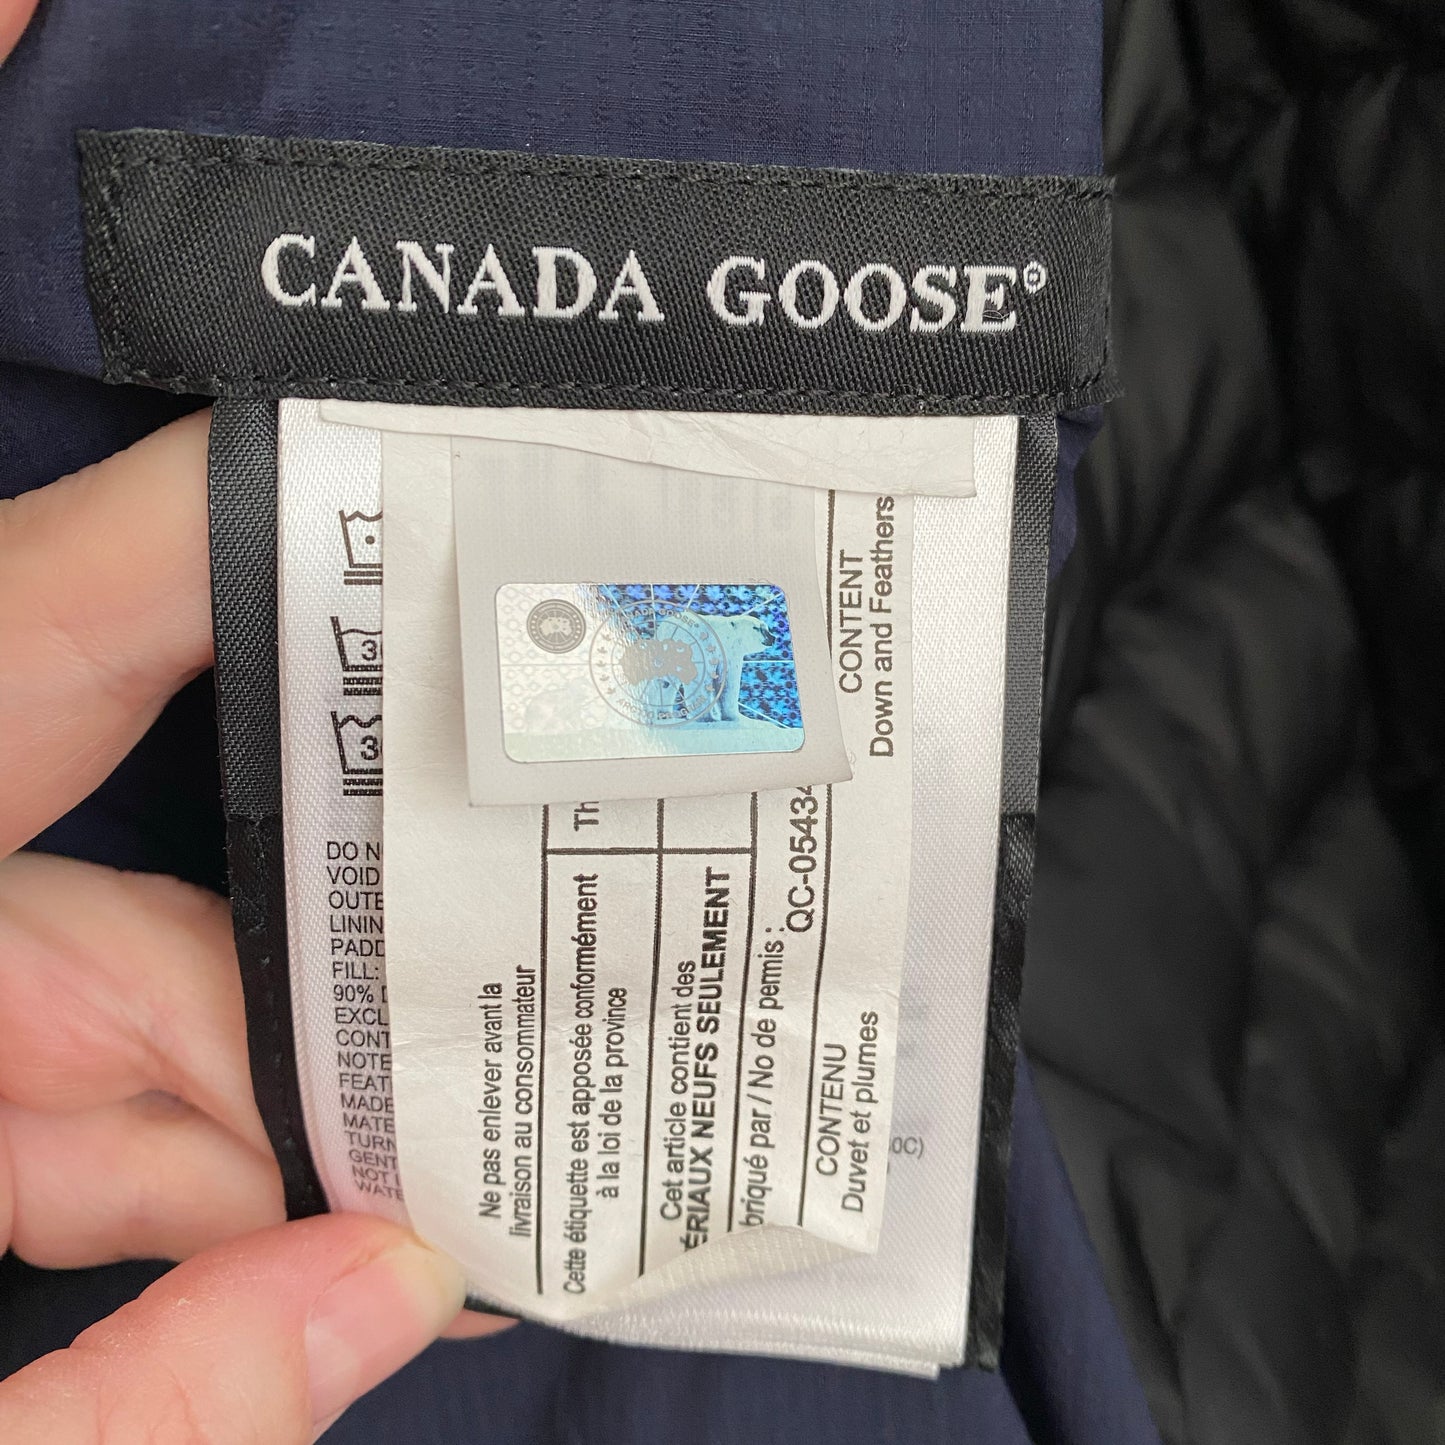 CANADA GOOSE®
30
DO N
VOID
OUTE
LININ
PADD
FILL:
90% D
EXCL
CONT
NOTE
FEAT
MADE
MATE
TURN
GENT
NOT I
WATE
Ne pas enlever avant la
livraison au consommateur
Th
Cette étiquette est apposée conformément
à la loi de la province
Cet article contient des
ÉRIAUX NEUFS SEULEMENT
briqué par / No de permis :
QC-05434
CONTENT
Down and Feathers
CONTENU
Duvet et plumes
0C)